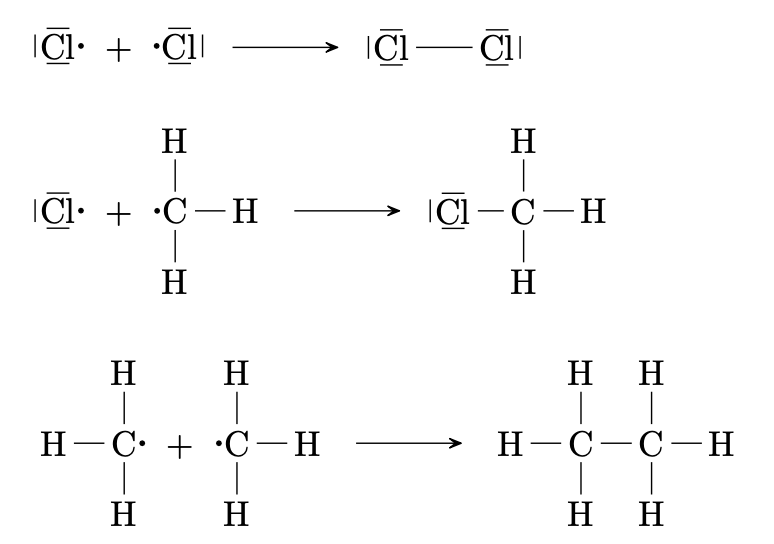 |Cl· + ·Cl| ⟶ |Cl — Cl|
H H
|Cl· + ·C — H ⟶ |Cl — C — H
H H
H H H H
H — C· + ·C — H ⟶ H — C — C — H
H H H H